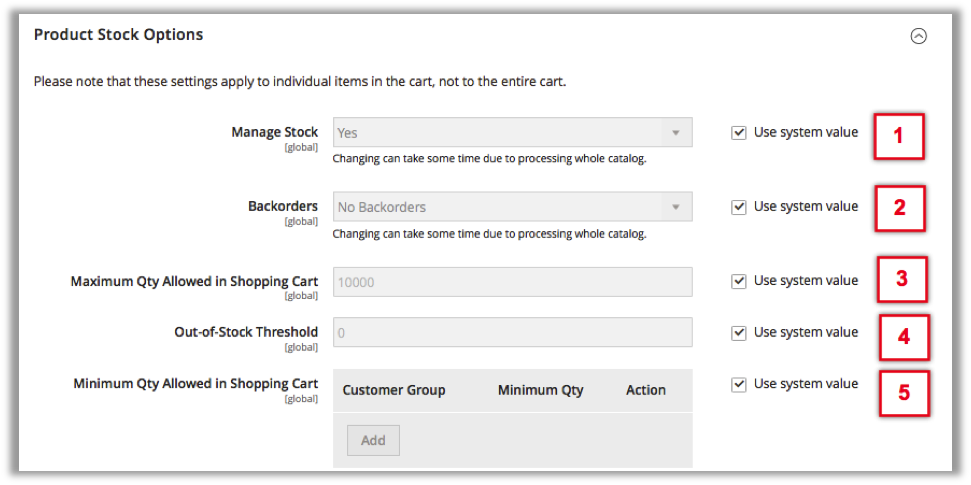 Product Stock Options
Please note that these settings apply to individual items in the cart, not to the entire cart.
Manage Stock Yes Use system value 1
[global]
Changing can take some time due to processing whole catalog.
Backorders No Backorders Use system value 2
[global]
Changing can take some time due to processing whole catalog.
Maximum Qty Allowed in Shopping Cart 10000 Use system value 3
[global]
Out-of-Stock Threshold 0 Use system value 4
[global]
Minimum Qty Allowed in Shopping Cart Customer Group Minimum Qty Action Use system value 5
[global]
Add